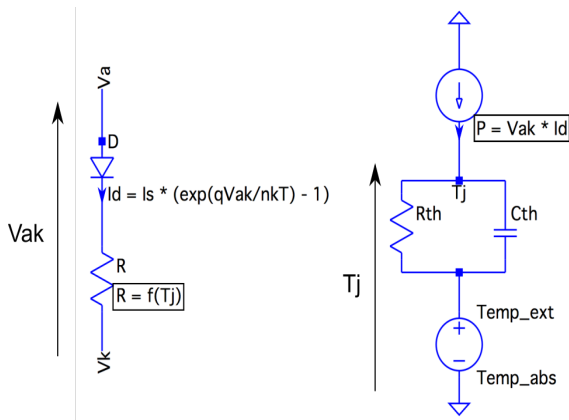 Va
D
Id = Is * (exp(qVak/nkT) - 1)
Vak
R
R = f(Tj)
Vk
P = Vak * Id
Tj
Rth
Cth
Tj
Temp_ext
+
−
Temp_abs